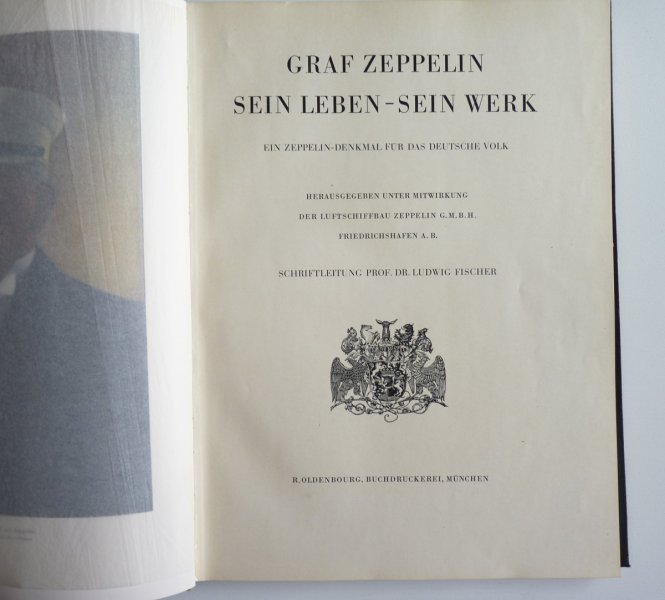 GRAF ZEPPELIN
SEIN LEBEN – SEIN WERK
EIN ZEPPELIN-DENKMAL FÜR DAS DEUTSCHE VOLK
HERAUSGEGEBEN UNTER MITWIRKUNG
DER LUFTSCHIFFBAU ZEPPELIN G.M.B.H.
FRIEDRICHSHAFEN A. B.
SCHRIFTLEITUNG PROF. DR. LUDWIG FISCHER
R. OLDENBOURG, BUCHDRUCKEREI, MÜNCHEN